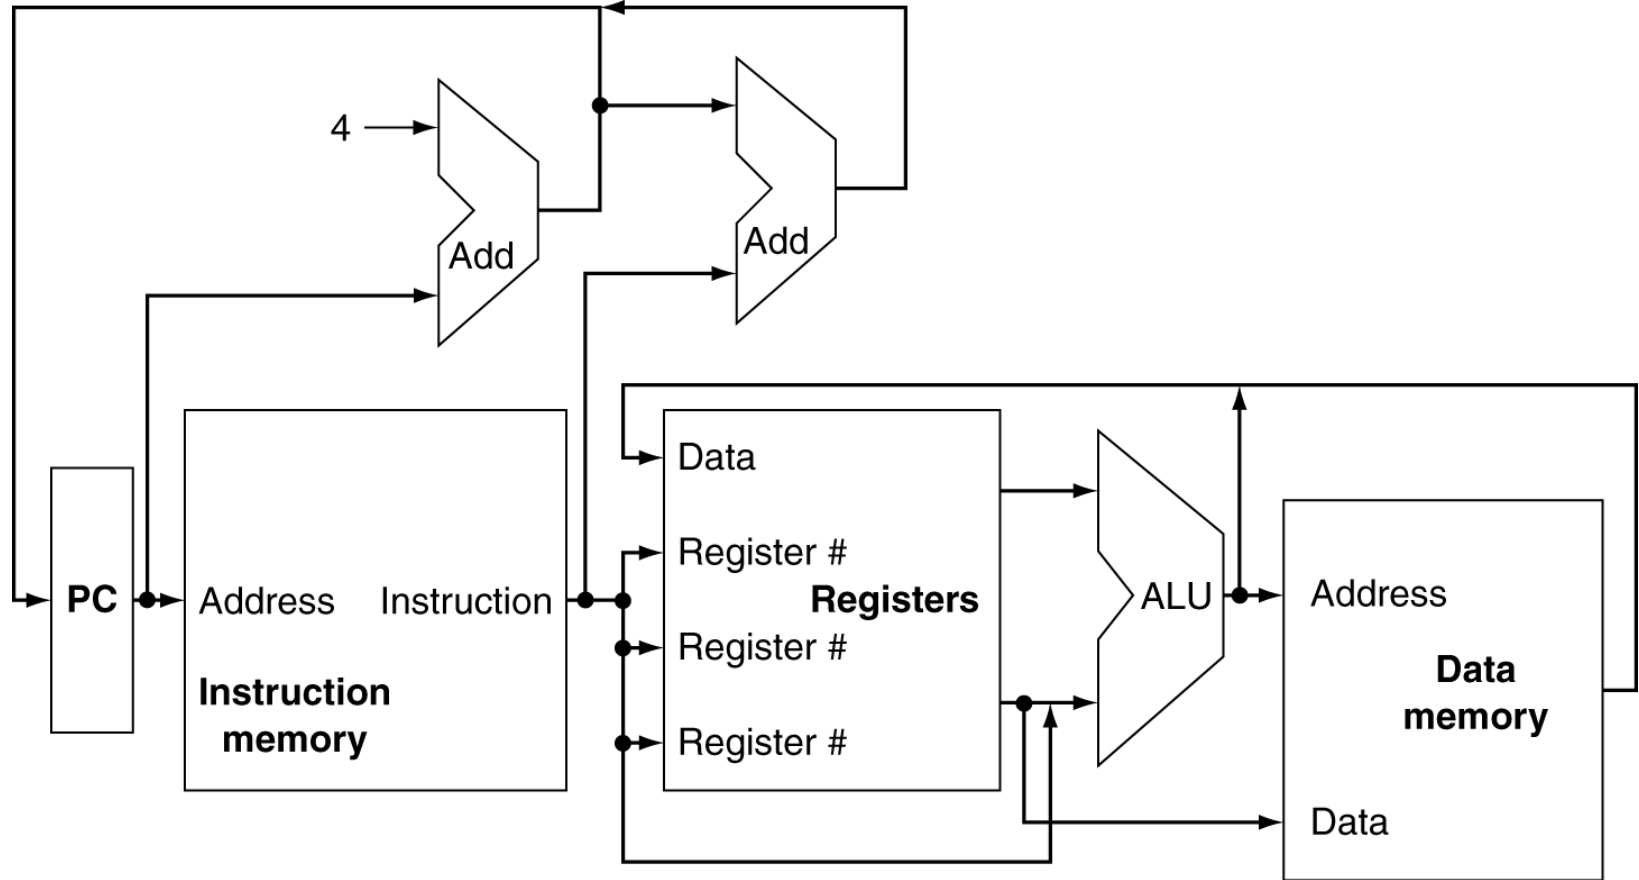 4
Add
Add
Data
Register #
PC
Address
Instruction
Registers
ALU
Address
Register #
Instruction
memory
Data
memory
Register #
Data